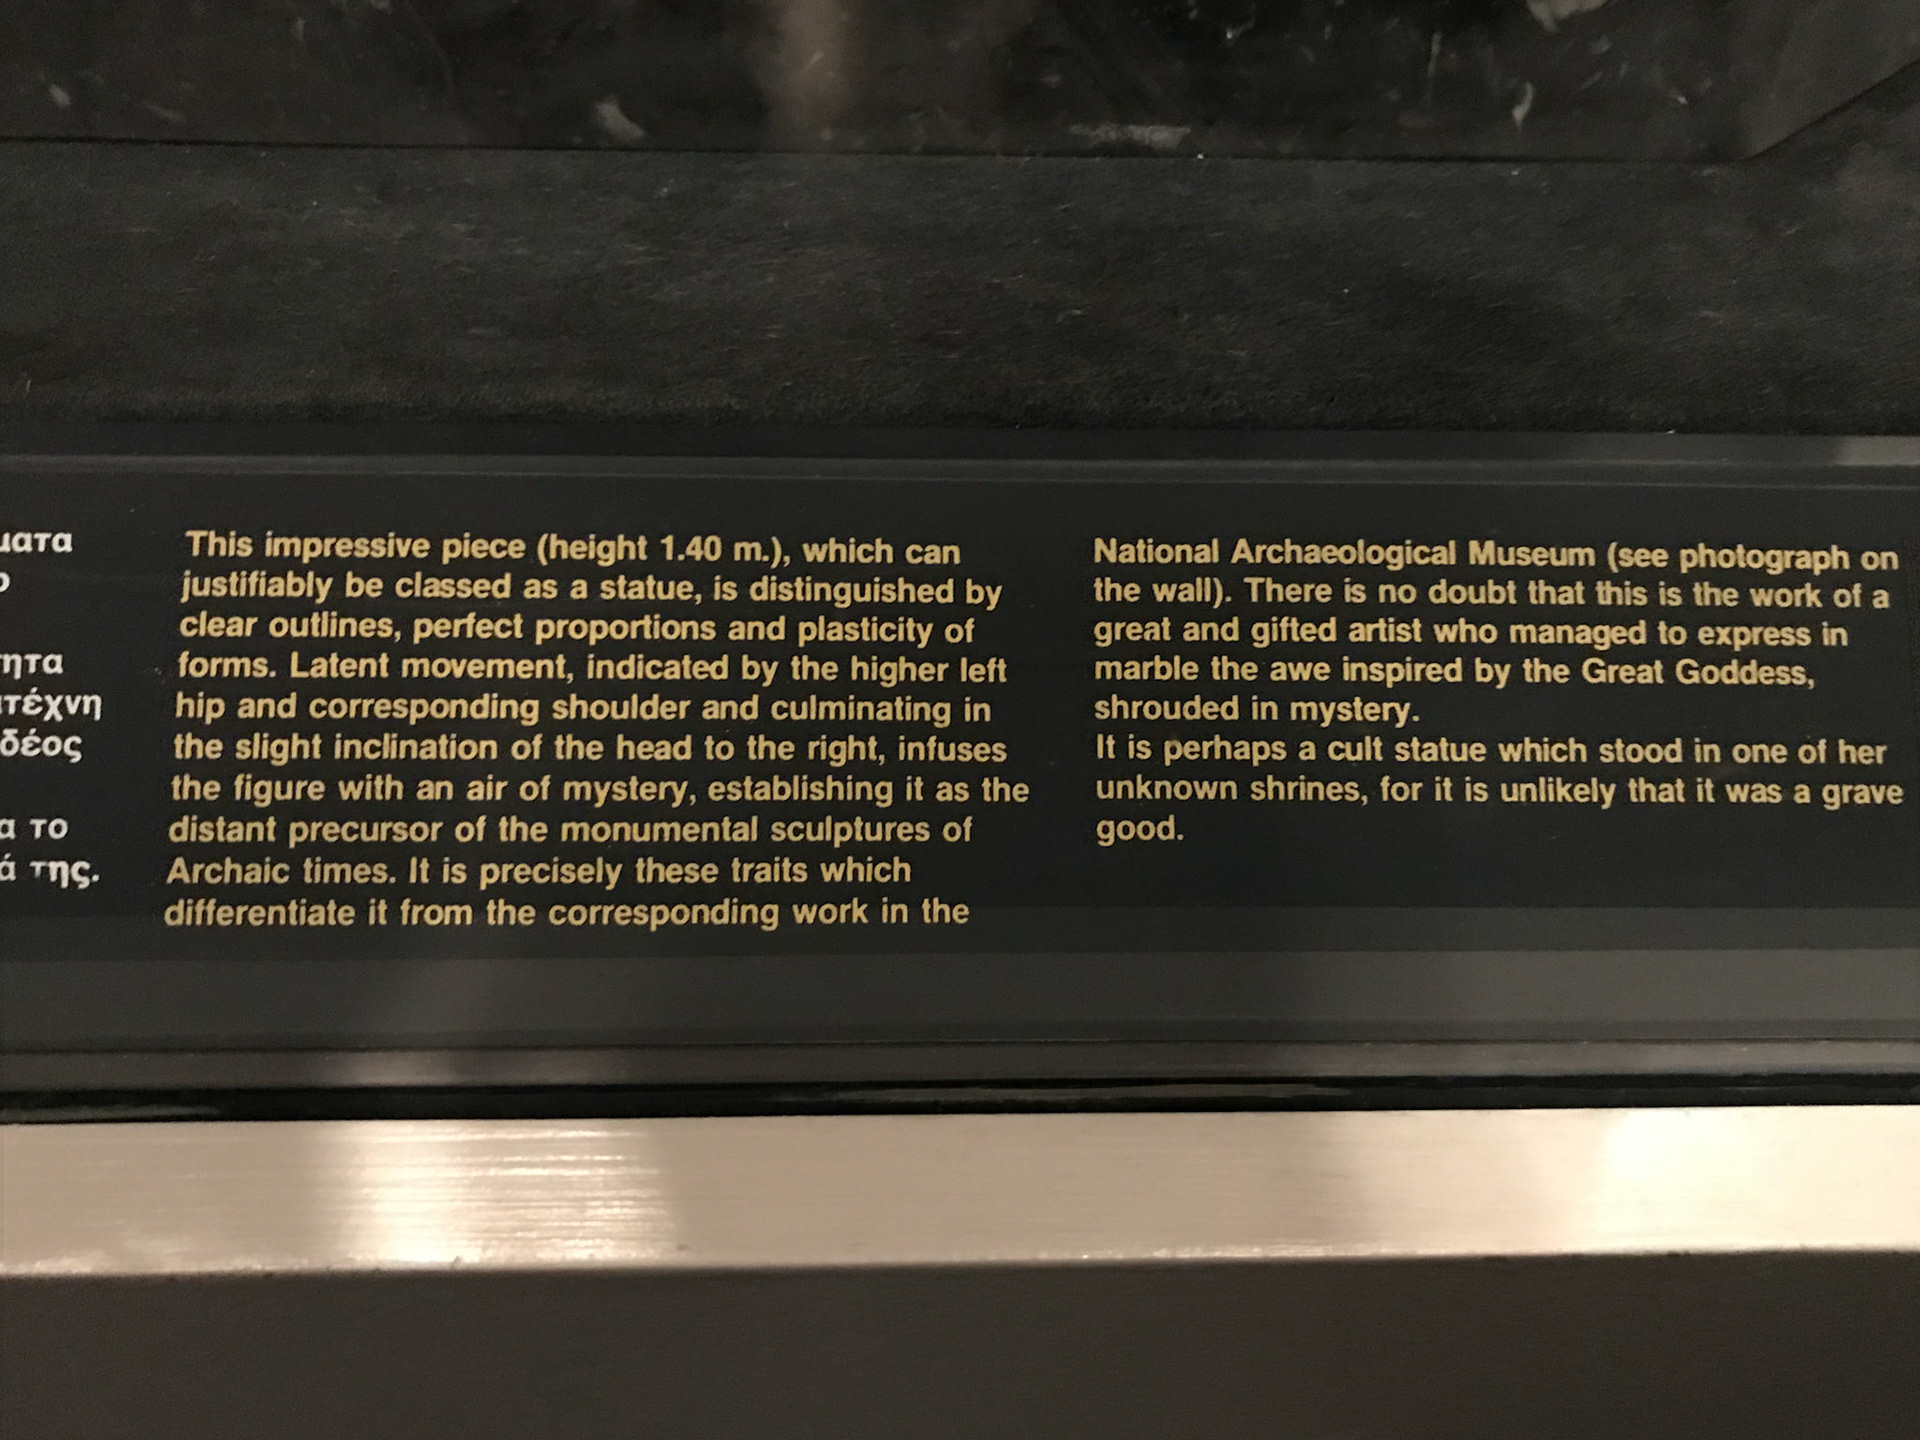 ματα
ητα
τέχνη
δέος
α το
ά της.
This impressive piece (height 1.40 m.), which can
justifiably be classed as a statue, is distinguished by
clear outlines, perfect proportions and plasticity of
forms. Latent movement, indicated by the higher left
hip and corresponding shoulder and culminating in
the slight inclination of the head to the right, infuses
the figure with an air of mystery, establishing it as the
distant precursor of the monumental sculptures of
Archaic times. It is precisely these traits which
differentiate it from the corresponding work in the
National Archaeological Museum (see photograph on
the wall). There is no doubt that this is the work of a
great and gifted artist who managed to express in
marble the awe inspired by the Great Goddess,
shrouded in mystery.
It is perhaps a cult statue which stood in one of her
unknown shrines, for it is unlikely that it was a grave
good.